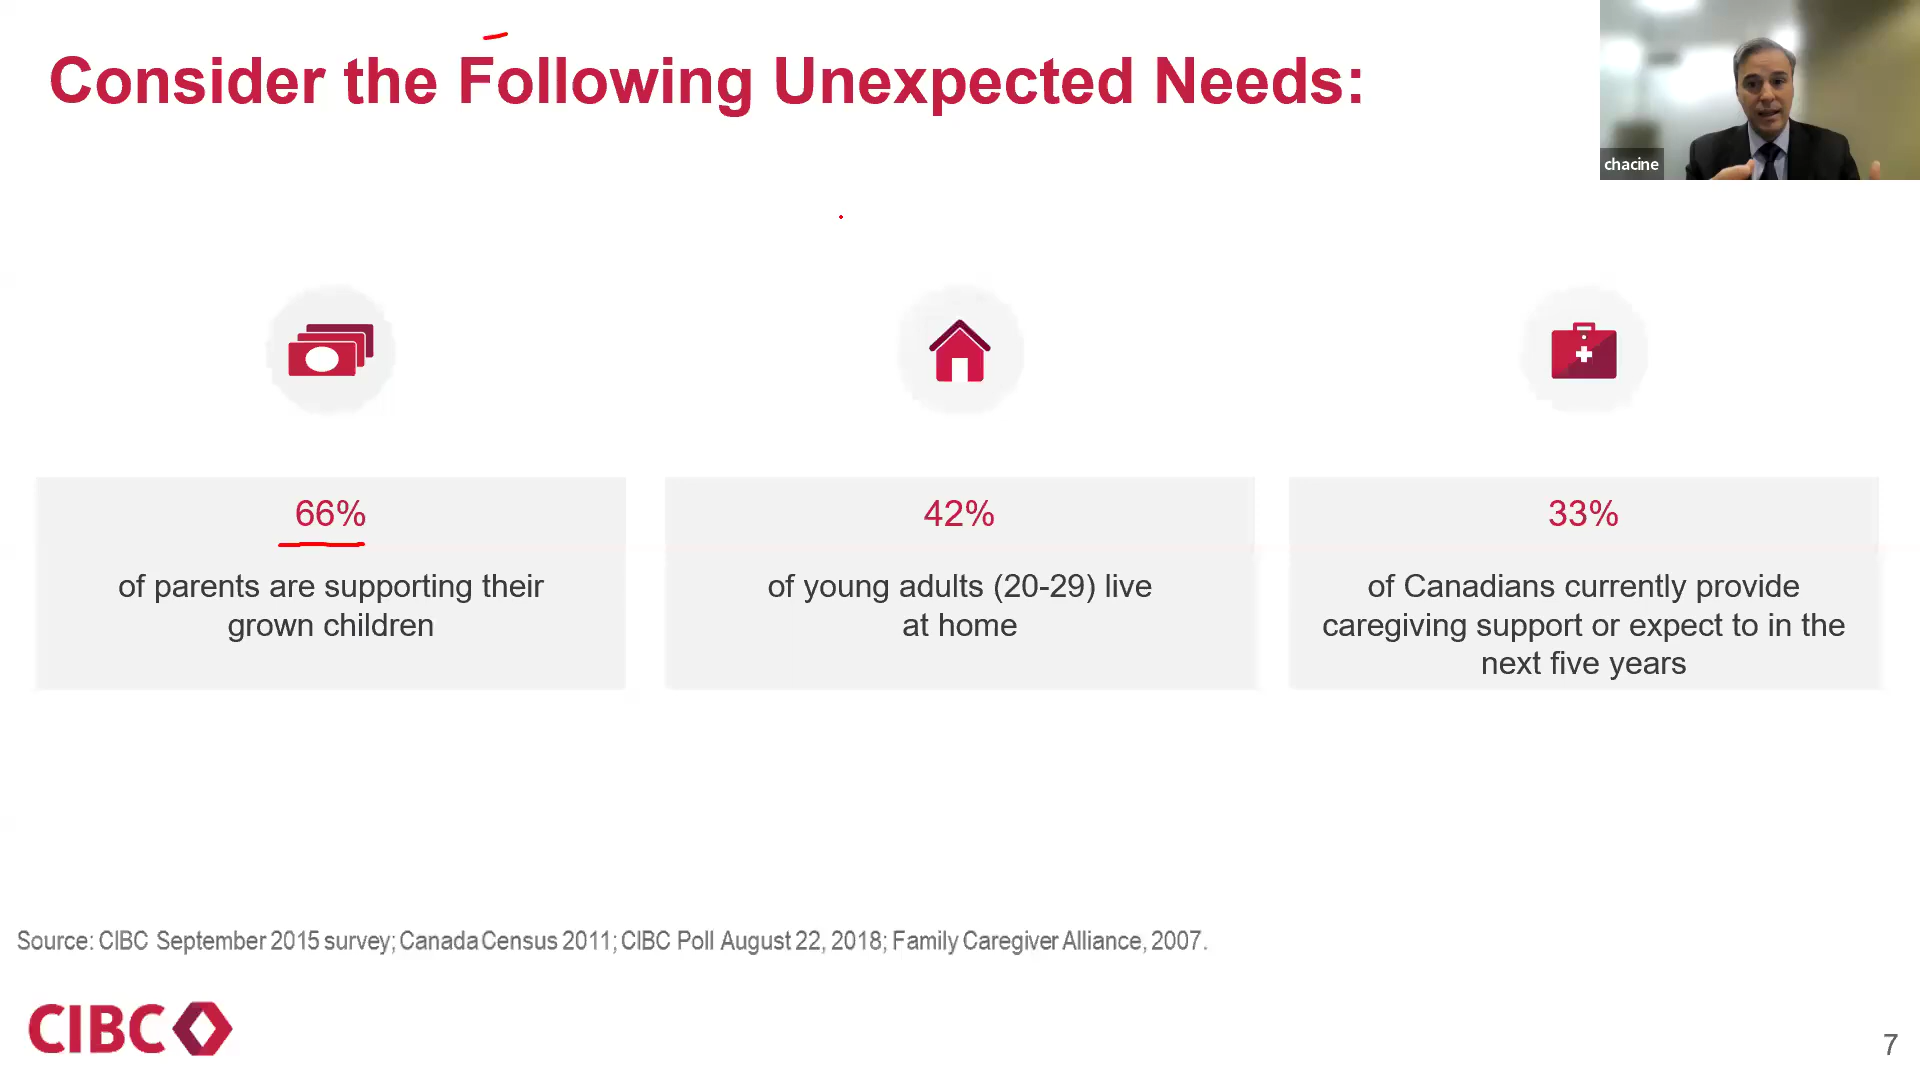 Consider the Following Unexpected Needs:
chacine
66%
of parents are supporting their
grown children
42%
of young adults (20-29) live
at home
33%
of Canadians currently provide
caregiving support or expect to in the
next five years
Source: CIBC September 2015 survey; Canada Census 2011; CIBC Poll August 22, 2018; Family Caregiver Alliance, 2007.
CIBC
7